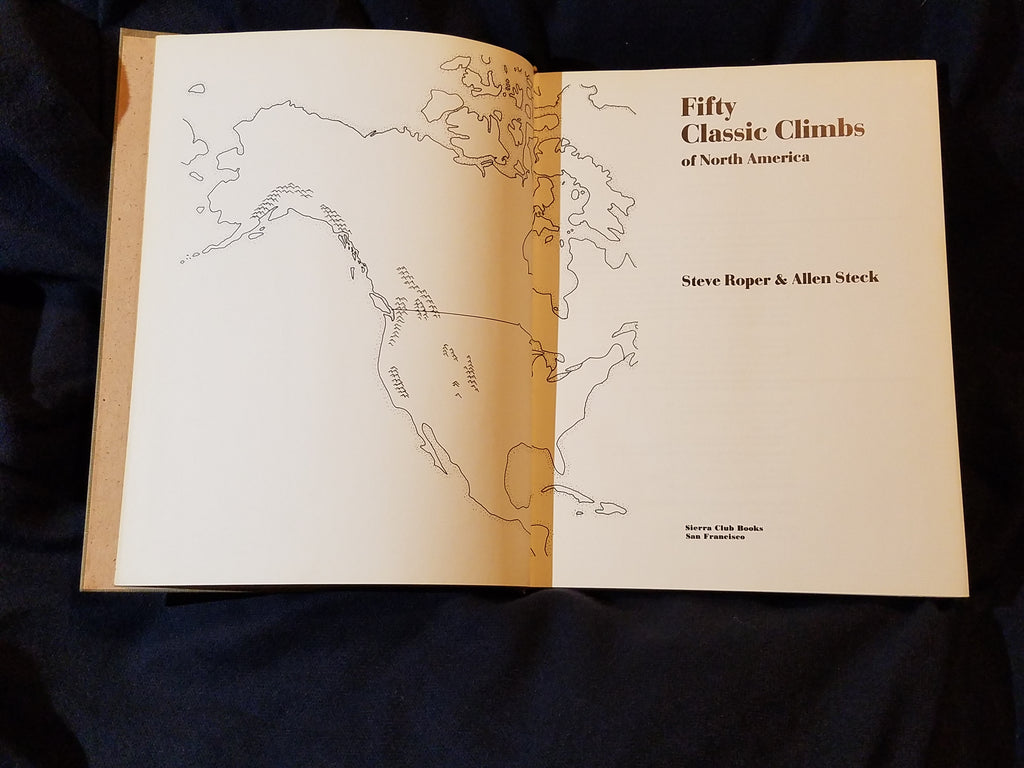 Fifty
Classic Climbs
of North America
Steve Roper & Allen Steck
Sierra Club Books
San Francisco